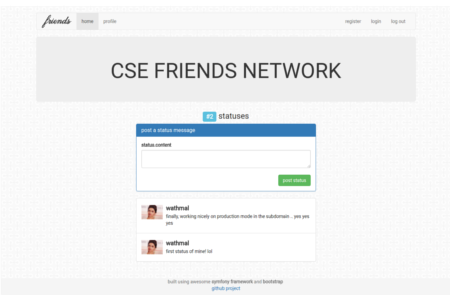 friends home profile register login log out
CSE FRIENDS NETWORK
#2 statuses
post a status message
status content
post status
wathmal
finally, working nicely on production mode in the subdomain .. yes yes
yes
wathmal
first status of mine! lol
built using awesome symfony framework and bootstrap
github project